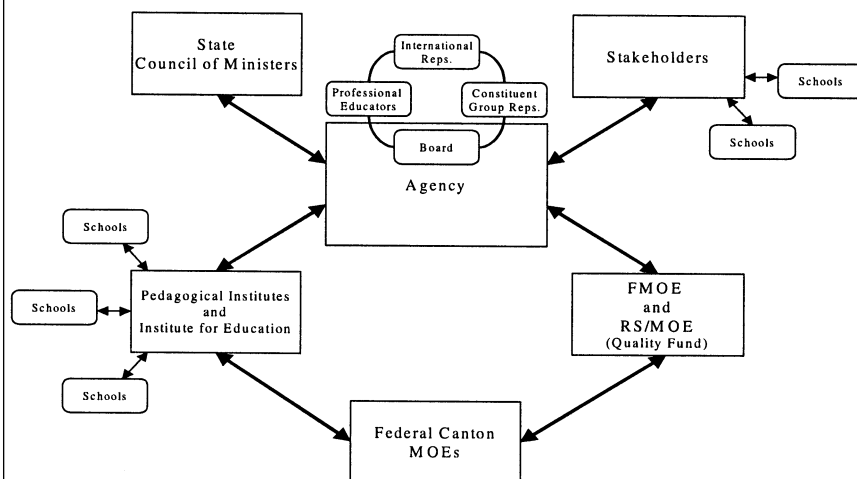 State
Council of Ministers
International
Reps.
Stakeholders
Schools
Professional
Educators
Constituent
Group Reps.
Schools
Board
Agency
Schools
Schools
Pedagogical Institutes
and
Institute for Education
FMOE
and
RS/MOE
(Quality Fund)
Schools
Federal Canton
MOEs